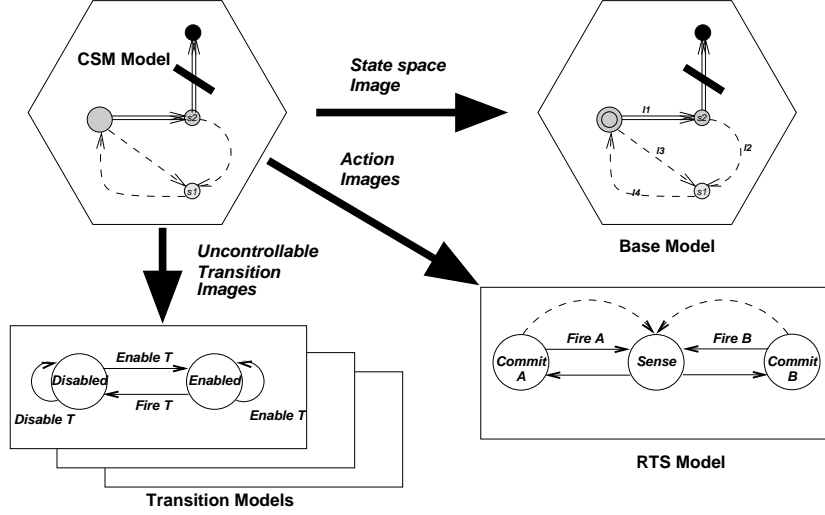 CSM Model
s2
s1
State space
Image
Action
Images
l1
s2
l2
l3
l4
s1
Base Model
Uncontrollable
Transition
Images
Enable T
Disabled
Enabled
Fire T
Disable T
Enable T
Transition Models
Fire A
Fire B
Commit
A
Sense
Commit
B
RTS Model